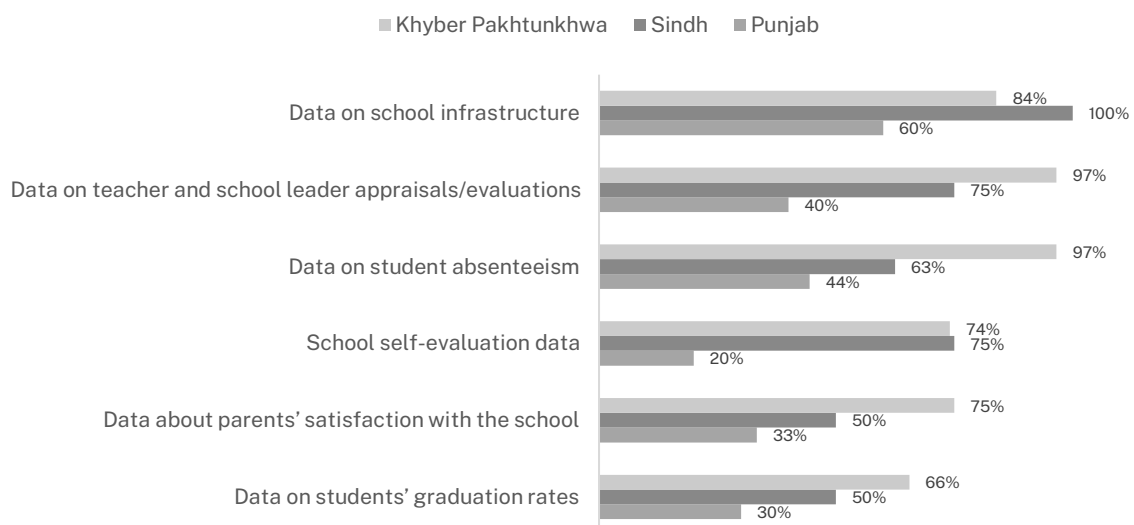 Khyber Pakhtunkhwa Sindh Punjab
Data on school infrastructure
84%
100%
60%
Data on teacher and school leader appraisals/evaluations
97%
75%
40%
Data on student absenteeism
97%
63%
44%
School self-evaluation data
74%
75%
20%
Data about parents’ satisfaction with the school
75%
50%
33%
Data on students’ graduation rates
66%
50%
30%